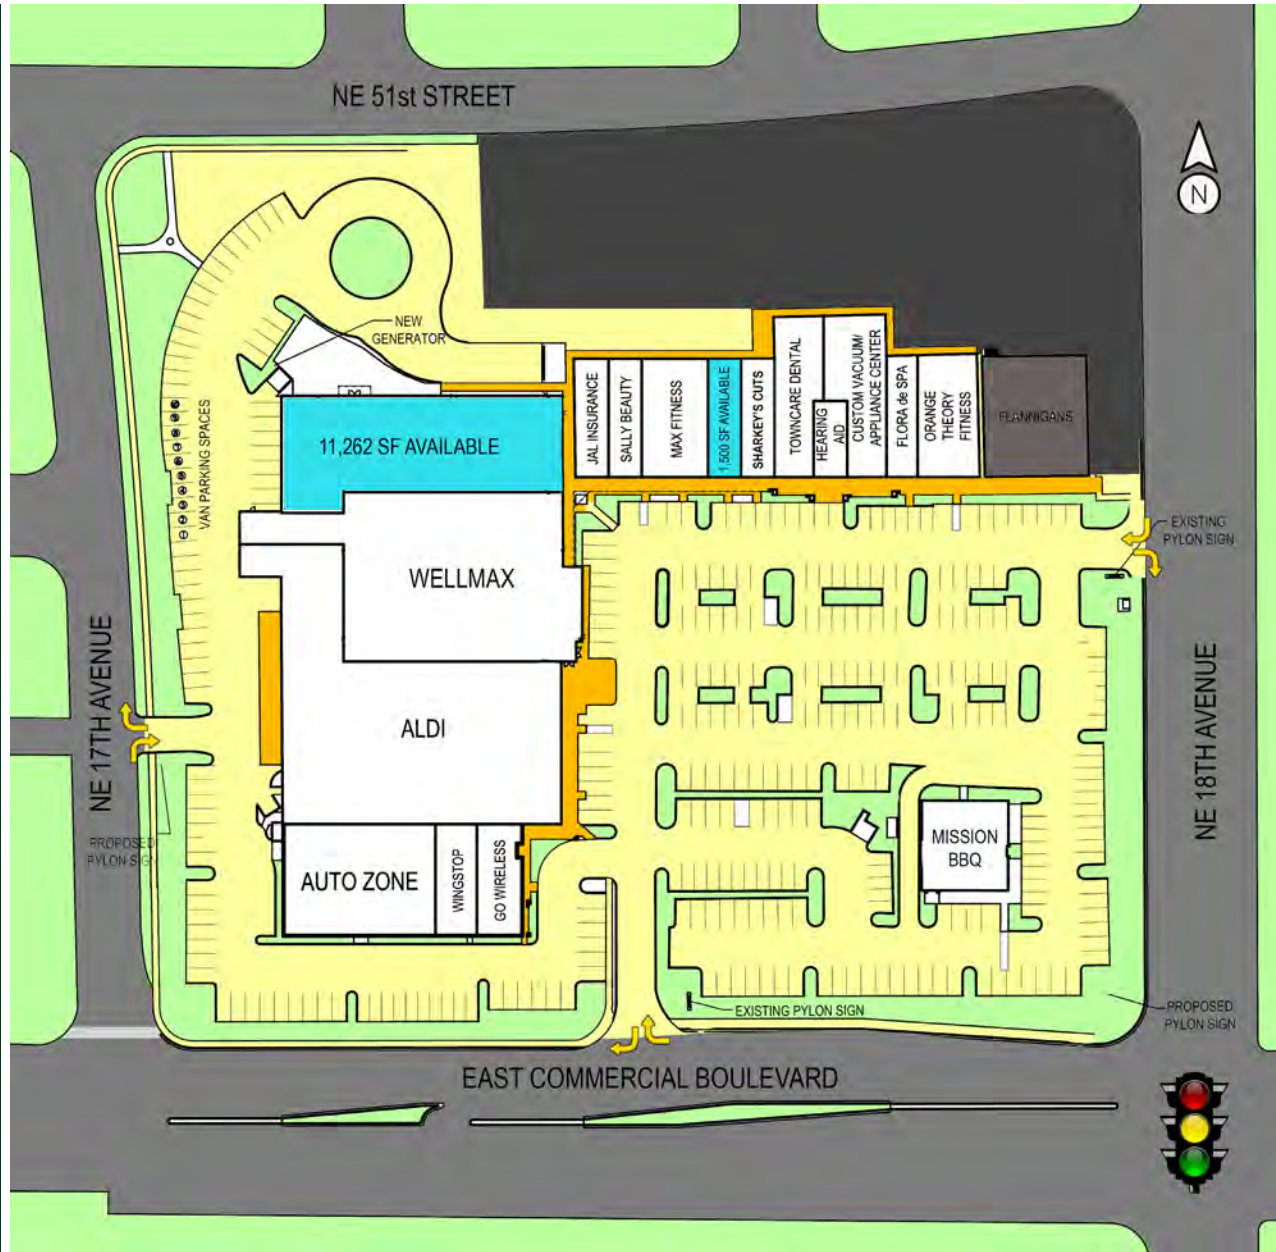 NE 51st STREET
N
NEW
GENERATOR
VAN PARKING SPACES
11,262 SF AVAILABLE
JAL INSURANCE
SALLY BEAUTY
MAX FITNESS
1,500 SF AVAILABLE
SHARKEY'S CUTS
TOWNCARE DENTAL
HEARING
AID
CUSTOM VACUUM/
APPLIANCE CENTER
FLORA de SPA
ORANGE
THEORY
FITNESS
FLANNIGANS
EXISTING
PYLON SIGN
WELLMAX
NE 17TH AVENUE
ALDI
NE 18TH AVENUE
PROPOSED
PYLON SIGN
AUTO ZONE
WINGSTOP
GO WIRELESS
MISSION
BBQ
EXISTING PYLON SIGN
PROPOSED
PYLON SIGN
EAST COMMERCIAL BOULEVARD